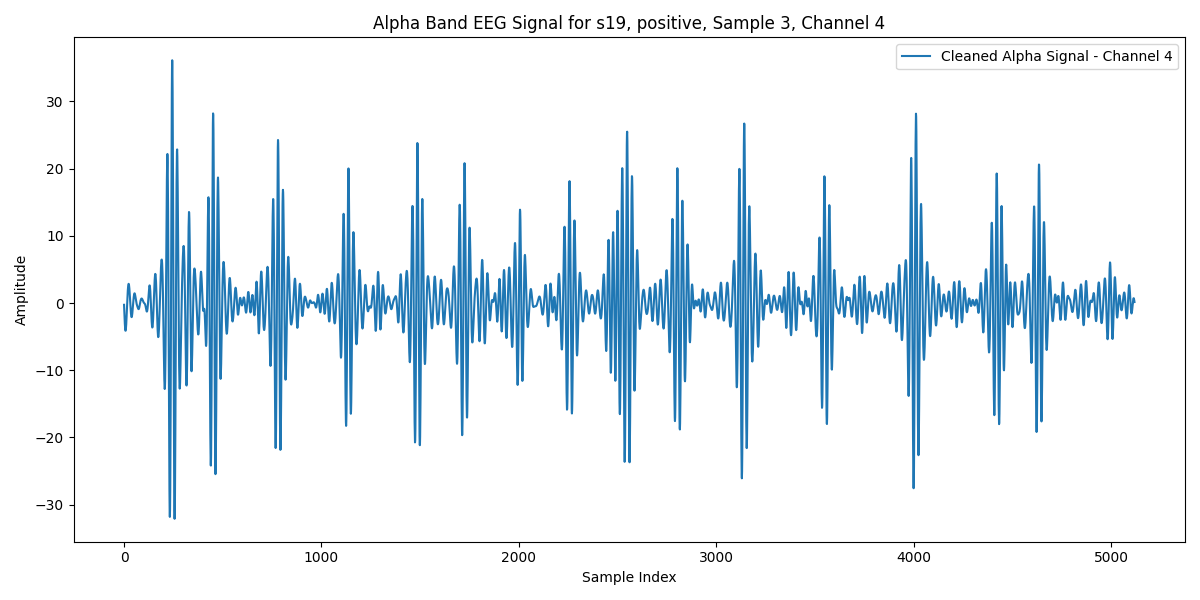 Alpha Band EEG Signal for s19, positive, Sample 3, Channel 4
Cleaned Alpha Signal - Channel 4
Amplitude
30
20
10
0
−10
−20
−30
0 1000 2000 3000 4000 5000
Sample Index